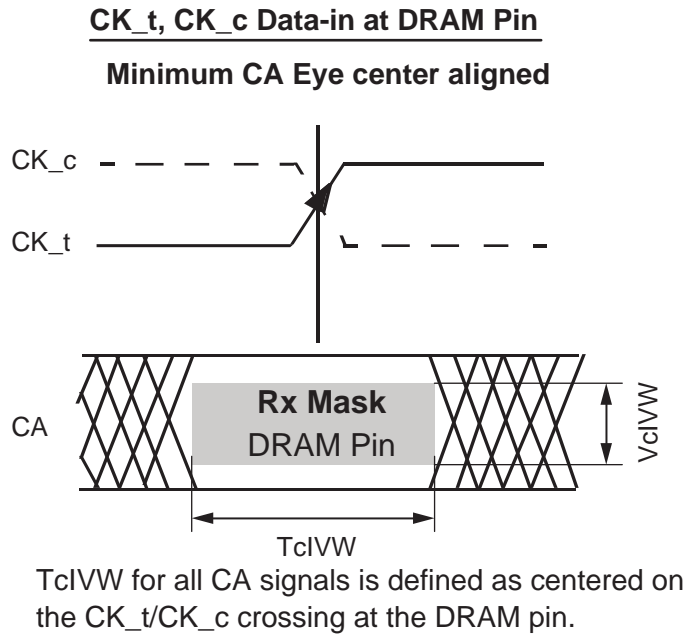 CK_t, CK_c Data-in at DRAM Pin
Minimum CA Eye center aligned
CK_c
CK_t
CA
Rx Mask
DRAM Pin
VcIVW
TcIVW
TcIVW for all CA signals is defined as centered on
the CK_t/CK_c crossing at the DRAM pin.